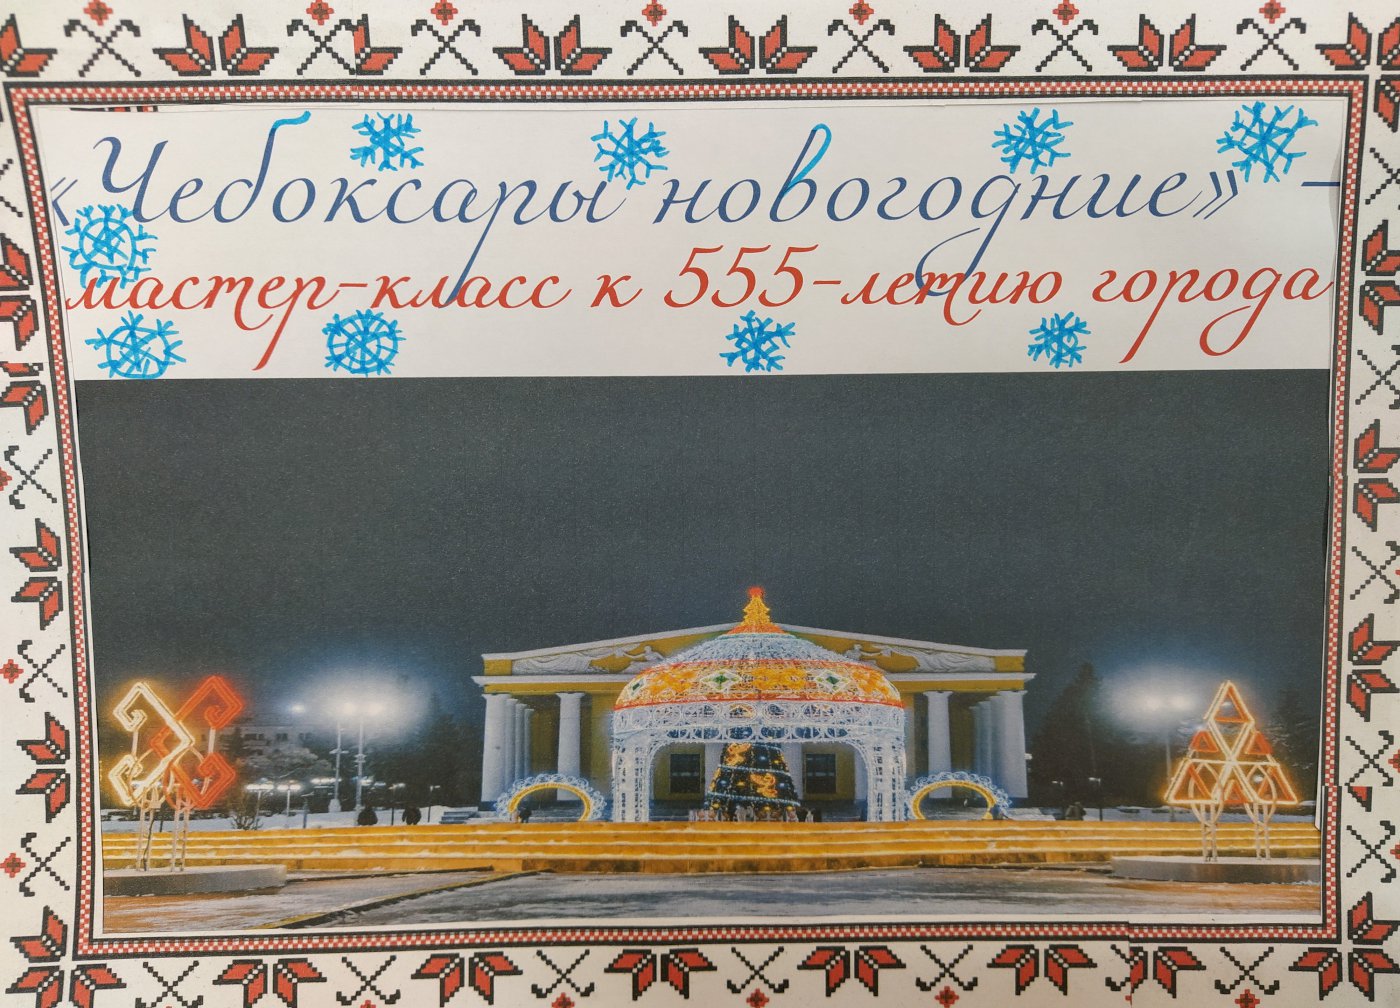 «Чебоксары новогодние» -
мастер-класс к 555-летию города